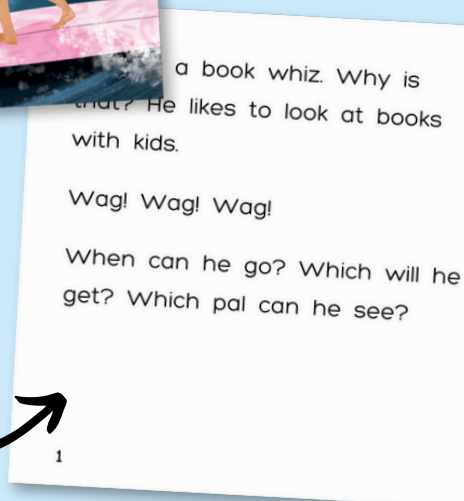 a book whiz. Why is
that? He likes to look at books
with kids.
Wag! Wag! Wag!
When can he go? Which will he
get? Which pal can he see?
1